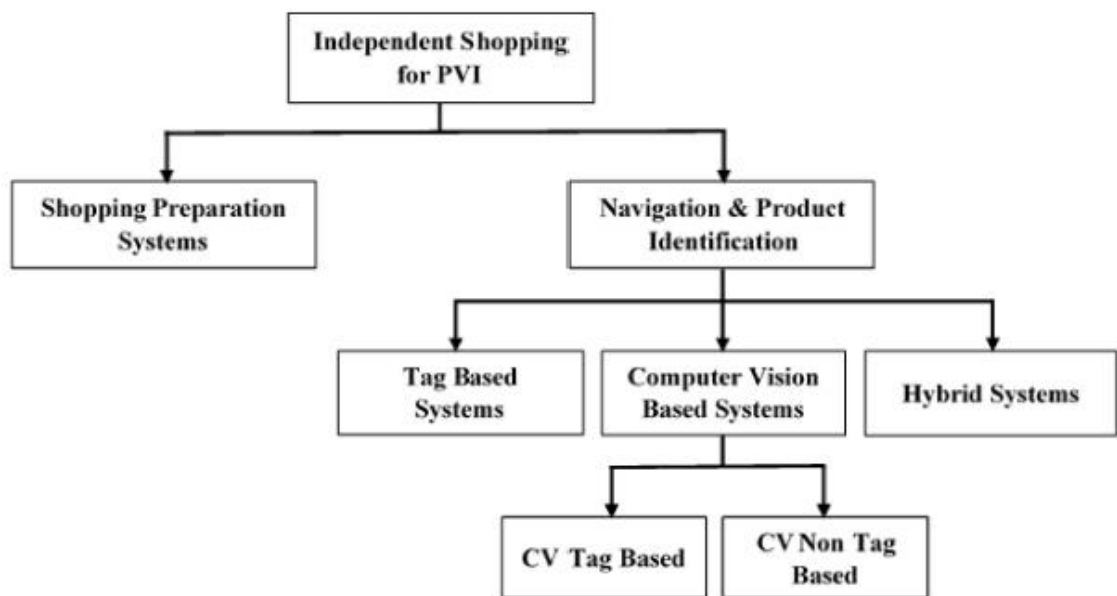 Independent Shopping
for PVI
Shopping Preparation
Systems
Navigation & Product
Identification
Tag Based
Systems
Computer Vision
Based Systems
Hybrid Systems
CV Tag Based
CV Non Tag
Based